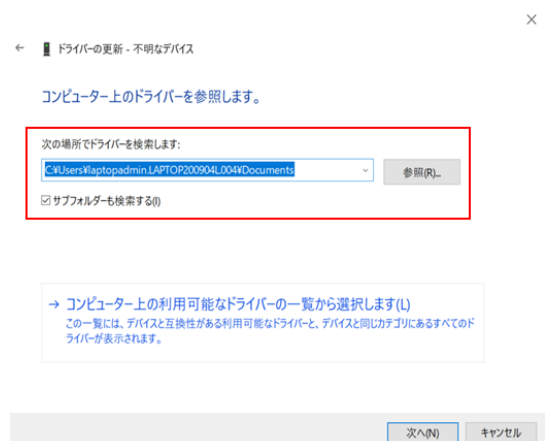 ドライバーの更新 - 不明なデバイス
コンピューター上のドライバーを参照します。
次の場所でドライバーを検索します:
C:¥Users¥laptopadmin.LAPTOP200904L.004¥Documents
参照(R)...
サブフォルダーも検索する(I)
→ コンピューター上の利用可能なドライバーの一覧から選択します(L)
この一覧には、デバイスと互換性がある利用可能なドライバーと、デバイスと同じカテゴリにあるすべてのド
ライバーが表示されます。
次へ(N)
キャンセル